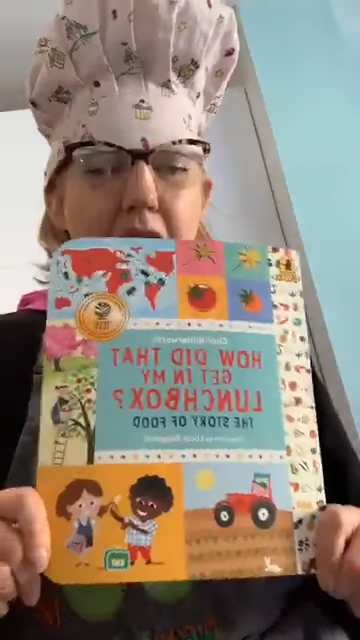 Chris Butterworth
HOW DID THAT
GET IN MY
LUNCHBOX?
THE STORY OF FOOD